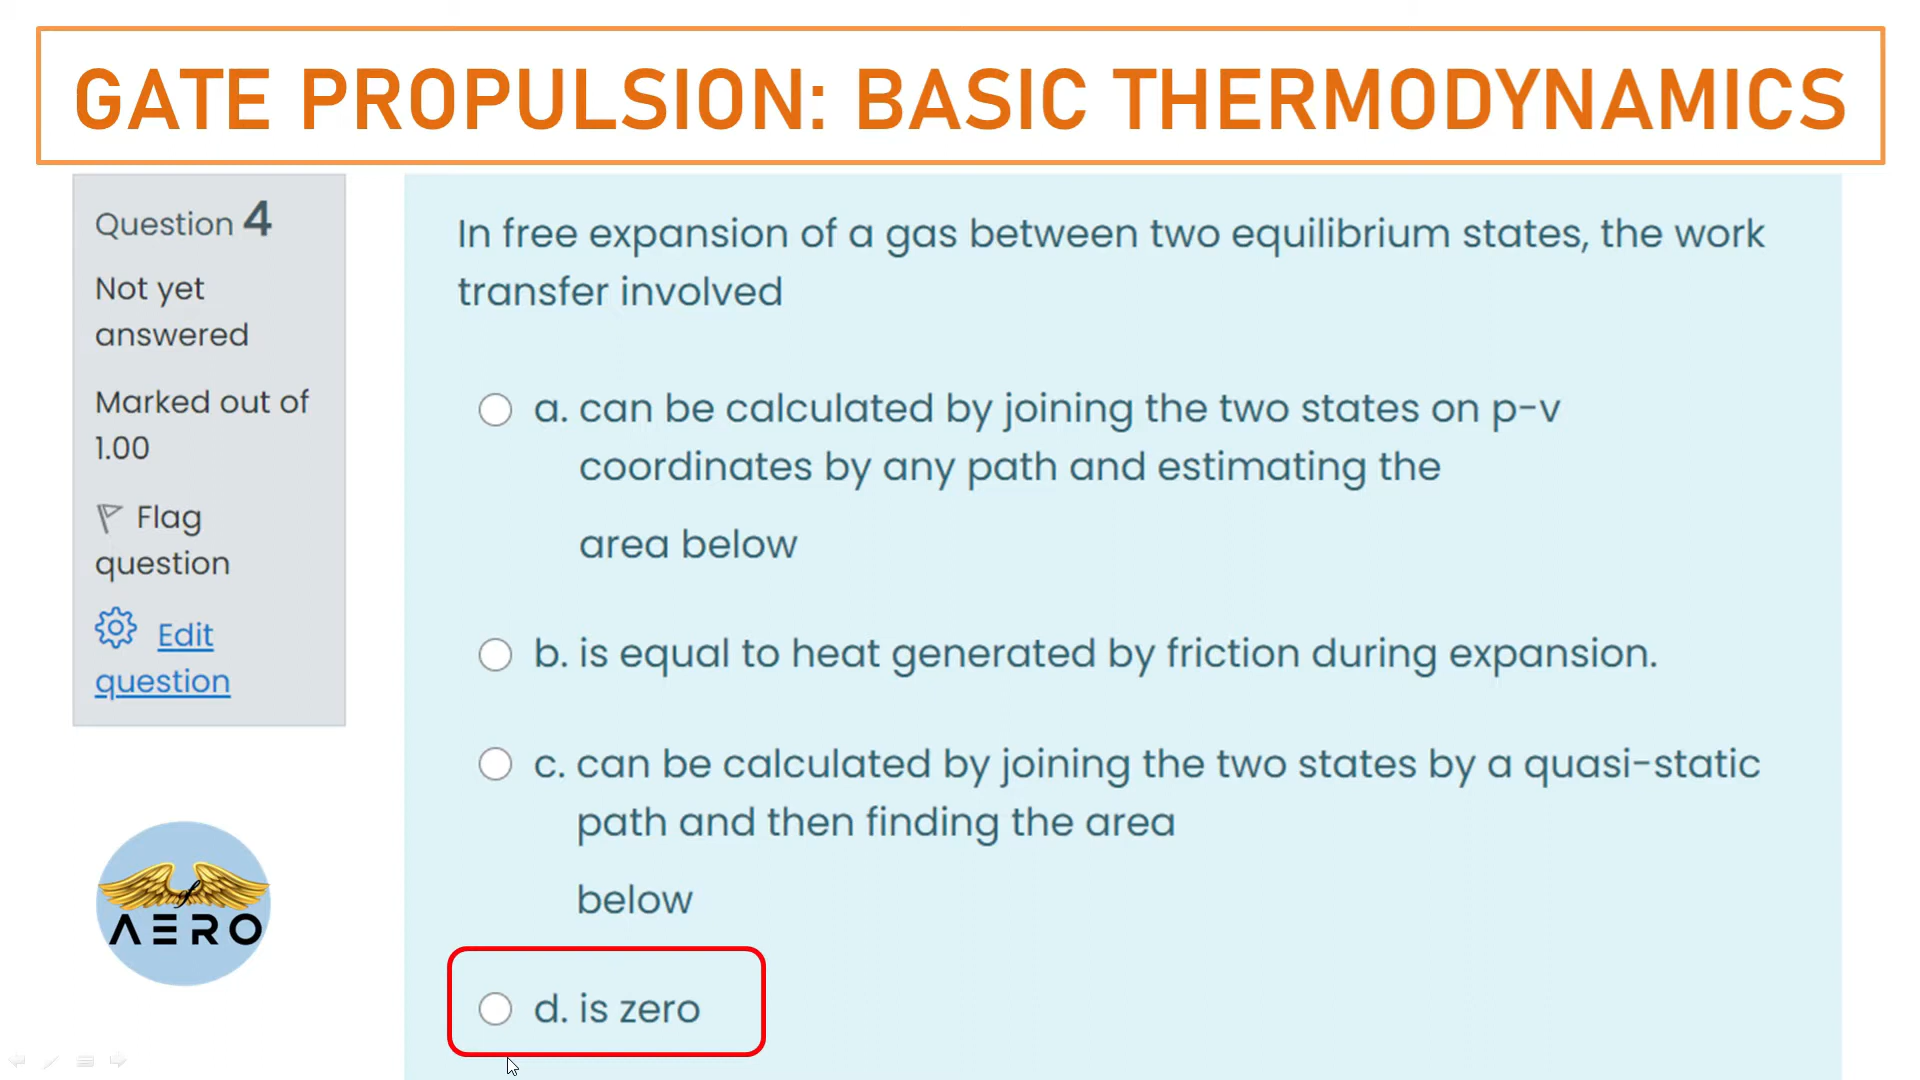 GATE PROPULSION: BASIC THERMODYNAMICS
Question 4
Not yet
answered
Marked out of
1.00
Flag
question
Edit
question
In free expansion of a gas between two equilibrium states, the work
transfer involved
a. can be calculated by joining the two states on p-v
coordinates by any path and estimating the
area below
b. is equal to heat generated by friction during expansion.
c. can be calculated by joining the two states by a quasi-static
path and then finding the area
below
d. is zero
of
AERO